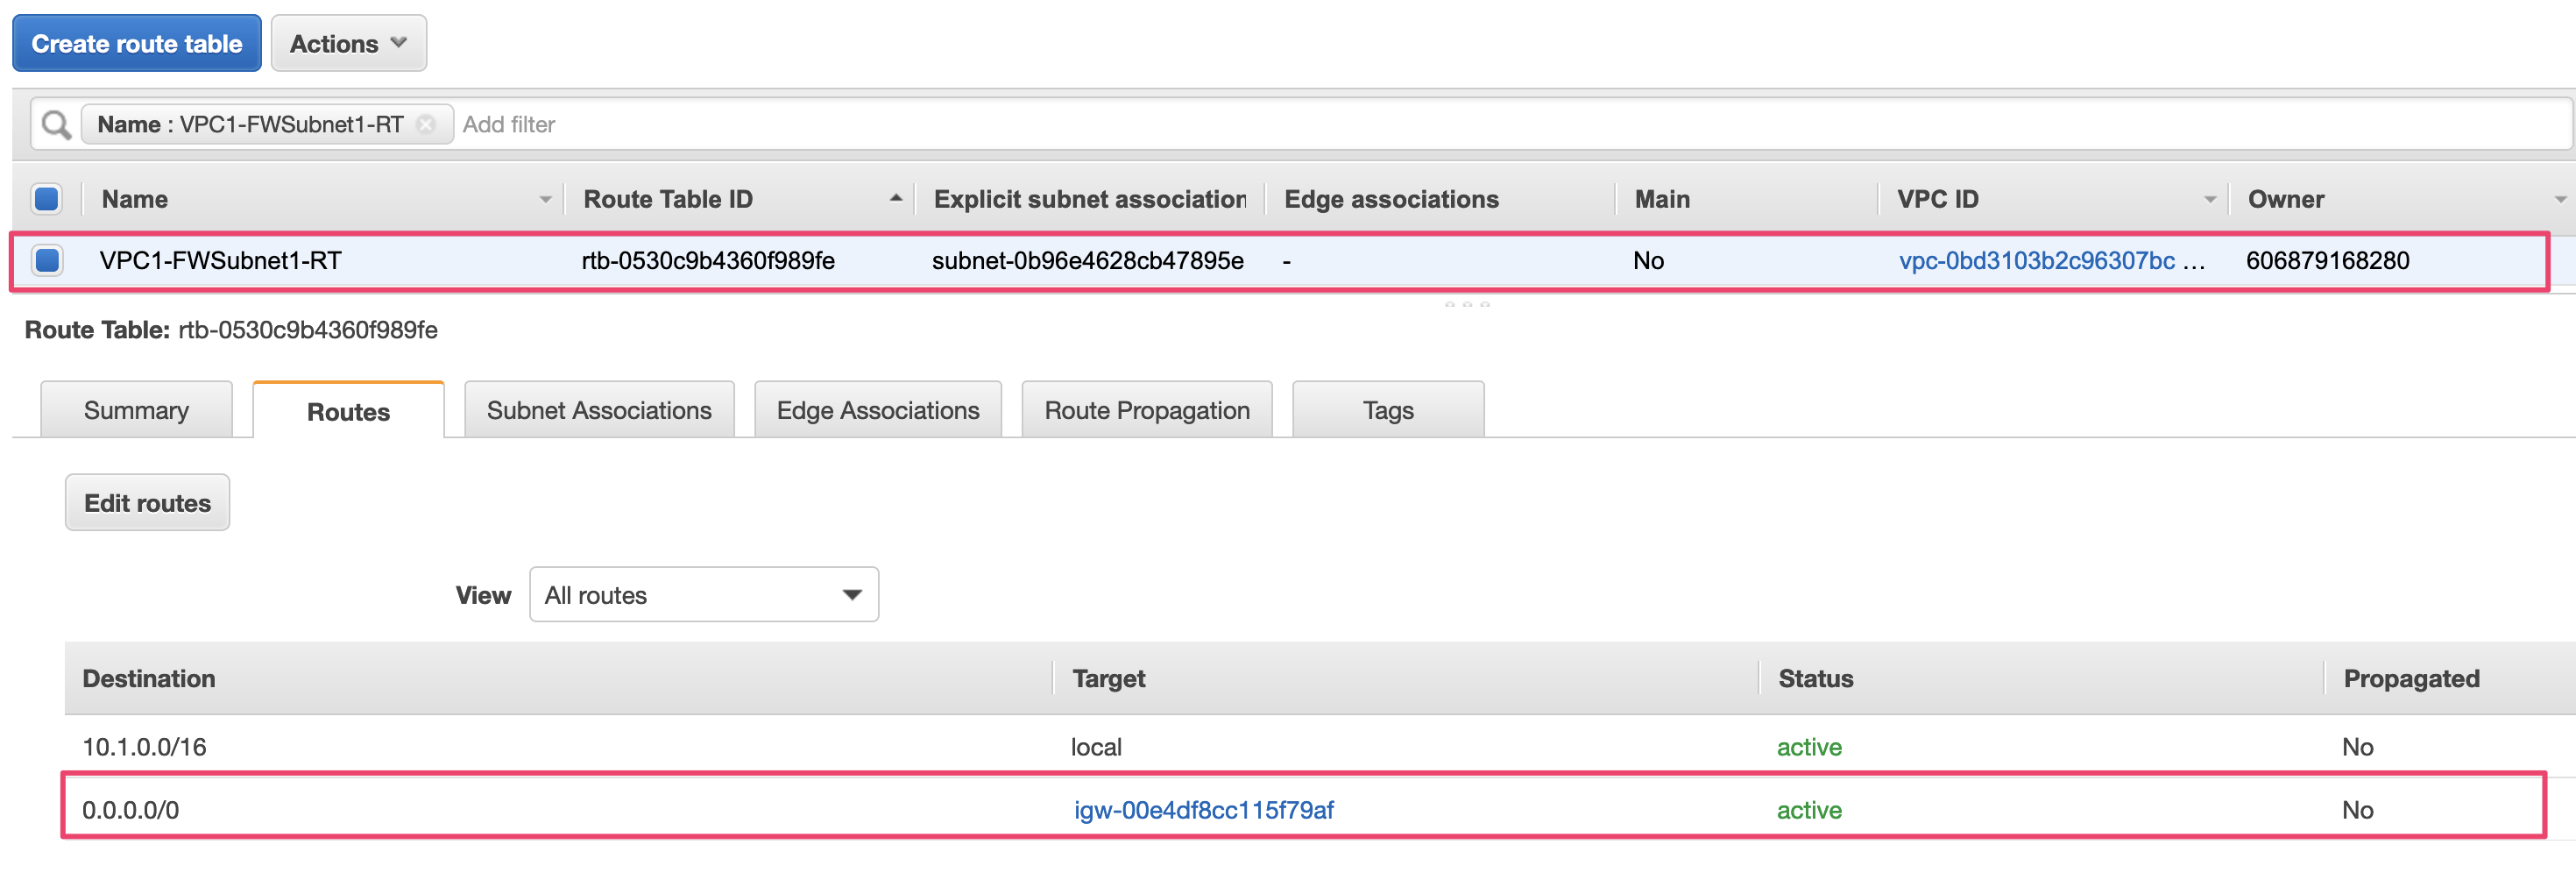 Create route table Actions
Name : VPC1-FWSubnet1-RT Add filter
Name Route Table ID Explicit subnet association Edge associations Main VPC ID Owner
VPC1-FWSubnet1-RT rtb-0530c9b4360f989fe subnet-0b96e4628cb47895e - No vpc-0bd3103b2c96307bc ... 606879168280
Route Table: rtb-0530c9b4360f989fe
Summary Routes Subnet Associations Edge Associations Route Propagation Tags
Edit routes
View All routes
Destination Target Status Propagated
10.1.0.0/16 local active No
0.0.0.0/0 igw-00e4df8cc115f79af active No